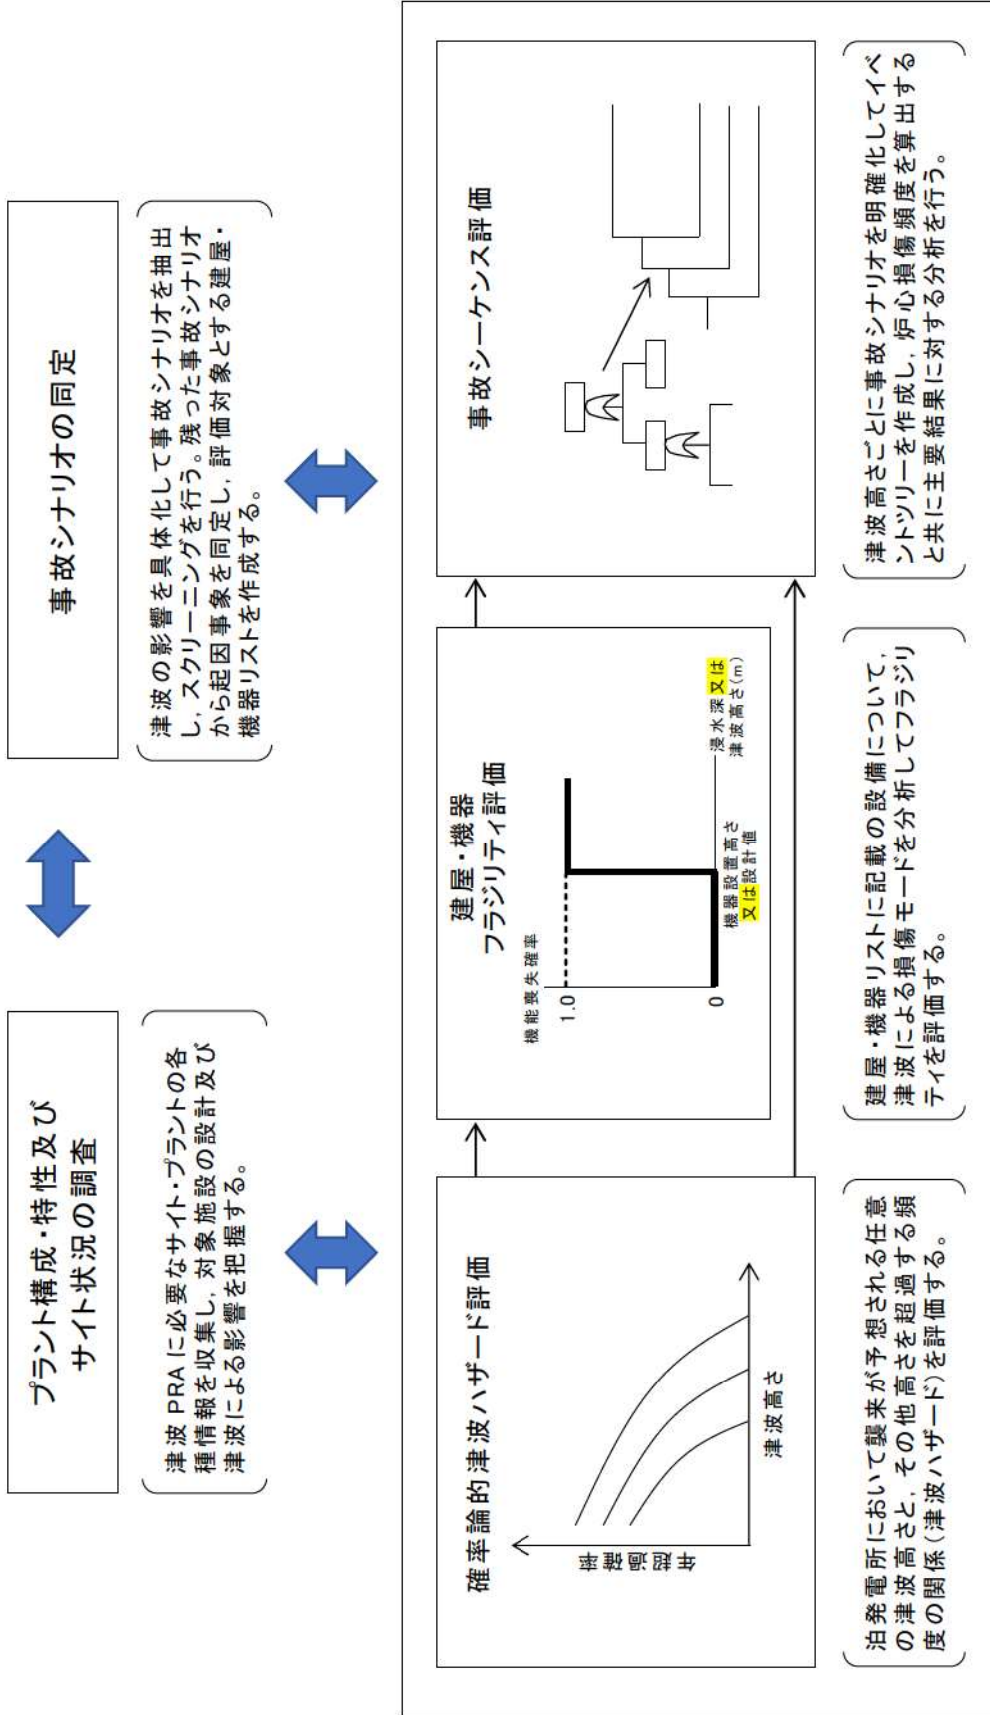 プラント構成・特性及び
サイト状況の調査
津波 PRA に必要なサイト・プラントの各
種情報を収集し，対象施設の設計及び
津波による影響を把握する。
事故シナリオの同定
津波の影響を具体化して事故シナリオを抽出
し，スクリーニングを行う。残った事故シナリオ
から起因事象を同定し，評価対象とする建屋・
機器リストを作成する。
確率論的津波ハザード評価
年超過確率
津波高さ
泊発電所において襲来が予想される任意
の津波高さと，その他高さを超過する頻
度の関係（津波ハザード）を評価する。
建屋・機器
フラジリティ評価
機能喪失確率
1.0
0
機器設置高さ
又は設計値
浸水深又は
津波高さ(m)
建屋・機器リストに記載の設備について，
津波による損傷モードを分析してフラジリ
ティを評価する。
事故シーケンス評価
津波高さごとに事故シナリオを明確化してイベ
ントツリーを作成し，炉心損傷頻度を算出する
と共に主要結果に対する分析を行う。